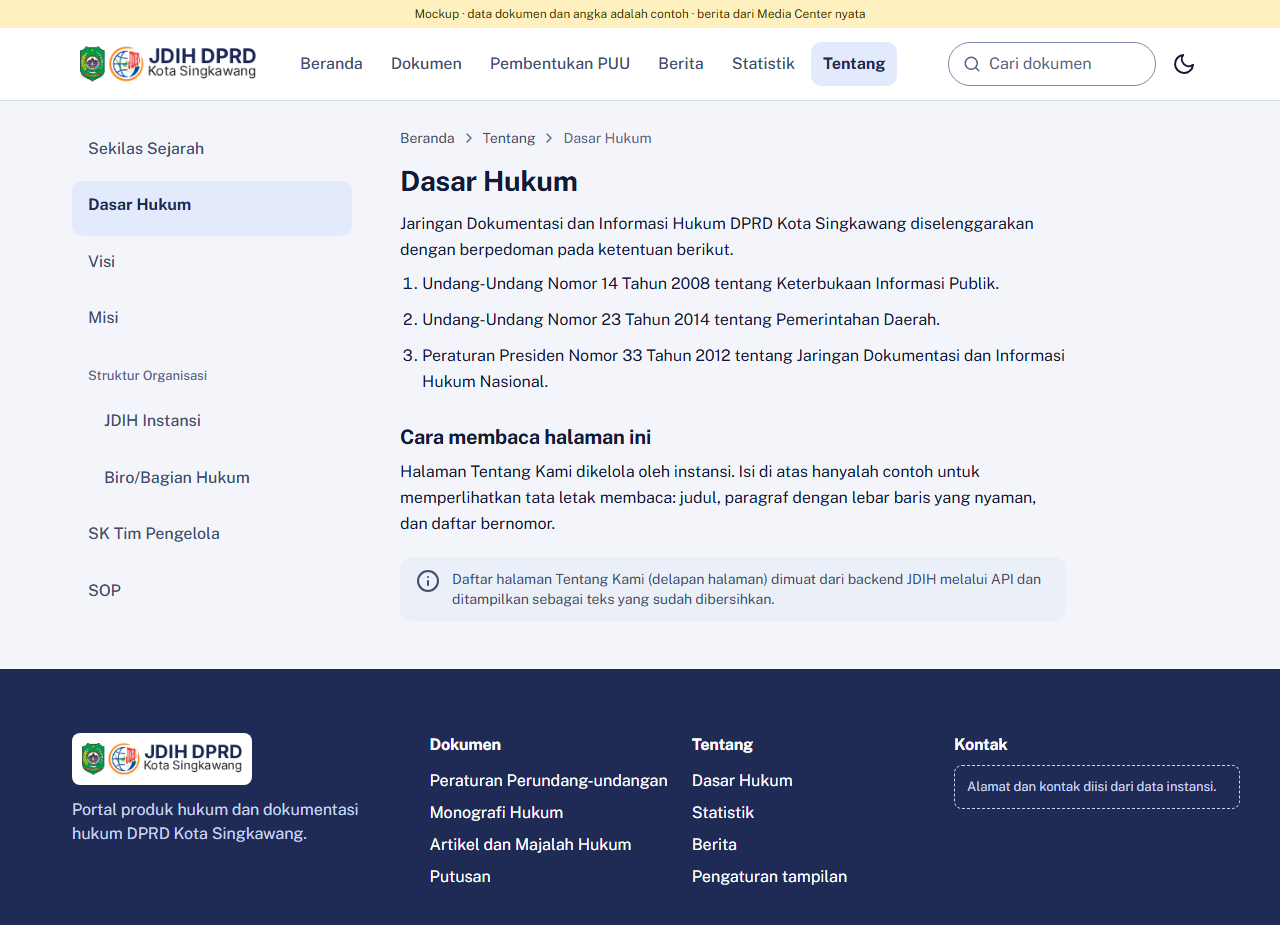 Mockup · data dokumen dan angka adalah contoh · berita dari Media Center nyata
JDIH DPRD
Kota Singkawang
Beranda
Dokumen
Pembentukan PUU
Berita
Statistik
Tentang
Cari dokumen
Sekilas Sejarah
Dasar Hukum
Visi
Misi
Struktur Organisasi
JDIH Instansi
Biro/Bagian Hukum
SK Tim Pengelola
SOP
Beranda > Tentang > Dasar Hukum
Dasar Hukum
Jaringan Dokumentasi dan Informasi Hukum DPRD Kota Singkawang diselenggarakan
dengan berpedoman pada ketentuan berikut.
1. Undang-Undang Nomor 14 Tahun 2008 tentang Keterbukaan Informasi Publik.
2. Undang-Undang Nomor 23 Tahun 2014 tentang Pemerintahan Daerah.
3. Peraturan Presiden Nomor 33 Tahun 2012 tentang Jaringan Dokumentasi dan Informasi
Hukum Nasional.
Cara membaca halaman ini
Halaman Tentang Kami dikelola oleh instansi. Isi di atas hanyalah contoh untuk
memperlihatkan tata letak membaca: judul, paragraf dengan lebar baris yang nyaman,
dan daftar bernomor.
Daftar halaman Tentang Kami (delapan halaman) dimuat dari backend JDIH melalui API dan
ditampilkan sebagai teks yang sudah dibersihkan.
JDIH DPRD
Kota Singkawang
Portal produk hukum dan dokumentasi
hukum DPRD Kota Singkawang.
Dokumen
Peraturan Perundang-undangan
Monografi Hukum
Artikel dan Majalah Hukum
Putusan
Tentang
Dasar Hukum
Statistik
Berita
Pengaturan tampilan
Kontak
Alamat dan kontak diisi dari data instansi.